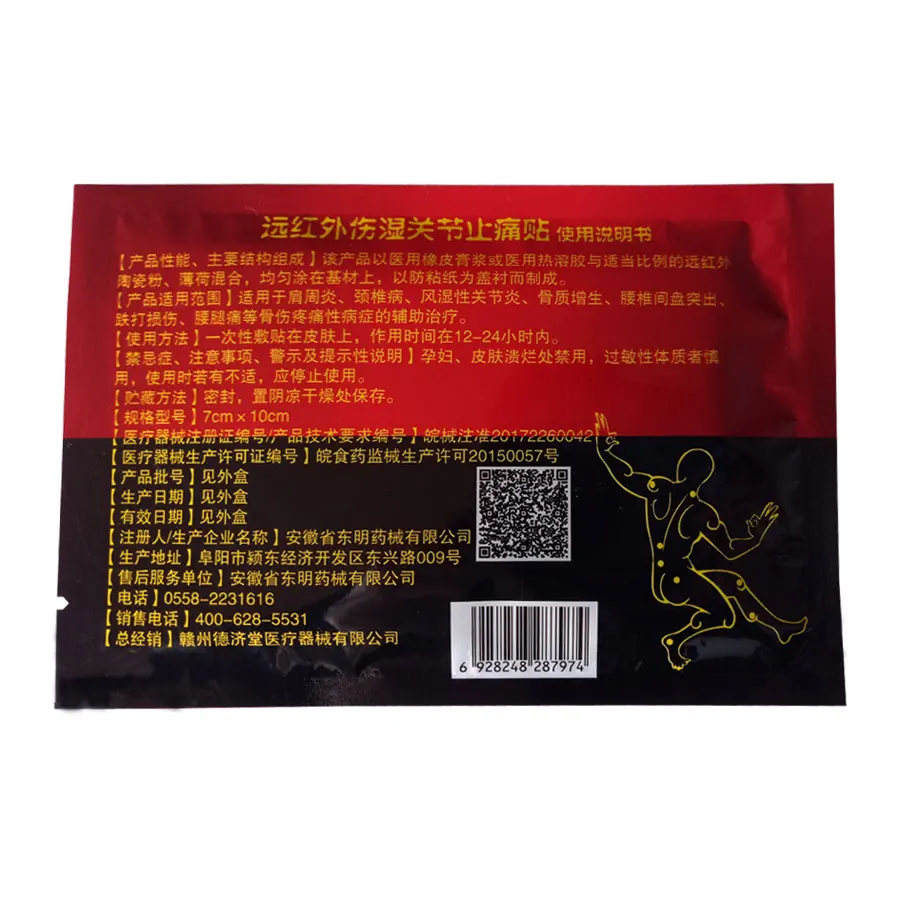 远红外伤湿关节止痛贴 使用说明书
【产品性能、主要结构组成】该产品以医用橡皮膏浆或医用热溶胶与适当比例的远红外
陶瓷粉、薄荷混合，均匀涂在基材上，以防粘纸为盖衬而制成。
【产品适用范围】适用于肩周炎、颈椎病、风湿性关节炎、骨质增生、腰椎间盘突出、
跌打损伤、腰腿痛等骨伤疼痛性病症的辅助治疗。
【使用方法】一次性敷贴在皮肤上，作用时间在12-24小时内。
【禁忌症、注意事项、警示及提示性说明】孕妇、皮肤溃烂处禁用，过敏性体质者慎
用，使用时若有不适，应停止使用。
【贮藏方法】密封，置阴凉干燥处保存。
【规格型号】7cm×10cm
【医疗器械注册证编号/产品技术要求编号】皖械注准20172260042
【医疗器械生产许可证编号】皖食药监械生产许可20150057号
【产品批号】见外盒
【生产日期】见外盒
【有效日期】见外盒
【注册人/生产企业名称】安徽省东明药械有限公司
【生产地址】阜阳市颍东经济开发区东兴路009号
【售后服务单位】安徽省东明药械有限公司
【电话】0558-2231616
【销售电话】400-628-5531
【总经销】赣州德济堂医疗器械有限公司
6 928248 287974